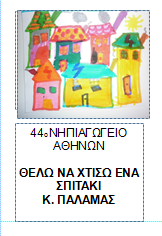 44ο ΝΗΠΙΑΓΩΓΕΙΟ
ΑΘΗΝΩΝ
ΘΕΛΩ ΝΑ ΧΤΙΣΩ ΕΝΑ
ΣΠΙΤΑΚΙ
Κ. ΠΑΛΑΜΑΣ